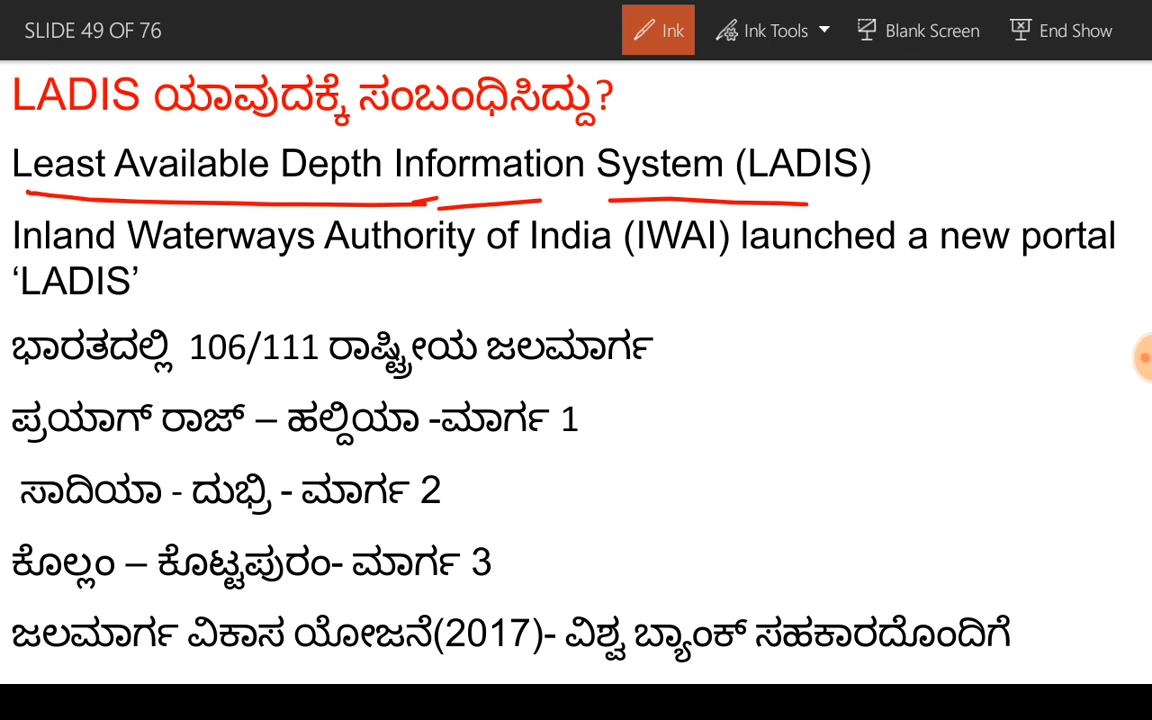 SLIDE 49 OF 76
Ink
Ink Tools
Blank Screen
End Show
LADIS ಯಾವುದಕ್ಕೆ ಸಂಬಂಧಿಸಿದ್ದು?
Least Available Depth Information System (LADIS)
Inland Waterways Authority of India (IWAI) launched a new portal
‘LADIS’
ಭಾರತದಲ್ಲಿ 106/111 ರಾಷ್ಟ್ರೀಯ ಜಲಮಾರ್ಗ
ಪ್ರಯಾಗ್ ರಾಜ್ – ಹಲ್ದಿಯಾ -ಮಾರ್ಗ 1
ಸಾದಿಯಾ - ದುಭ್ರಿ - ಮಾರ್ಗ 2
ಕೊಲ್ಲಂ – ಕೊಟ್ಟಪುರಂ- ಮಾರ್ಗ 3
ಜಲಮಾರ್ಗ ವಿಕಾಸ ಯೋಜನೆ(2017)- ವಿಶ್ವ ಬ್ಯಾಂಕ್ ಸಹಕಾರದೊಂದಿಗೆ